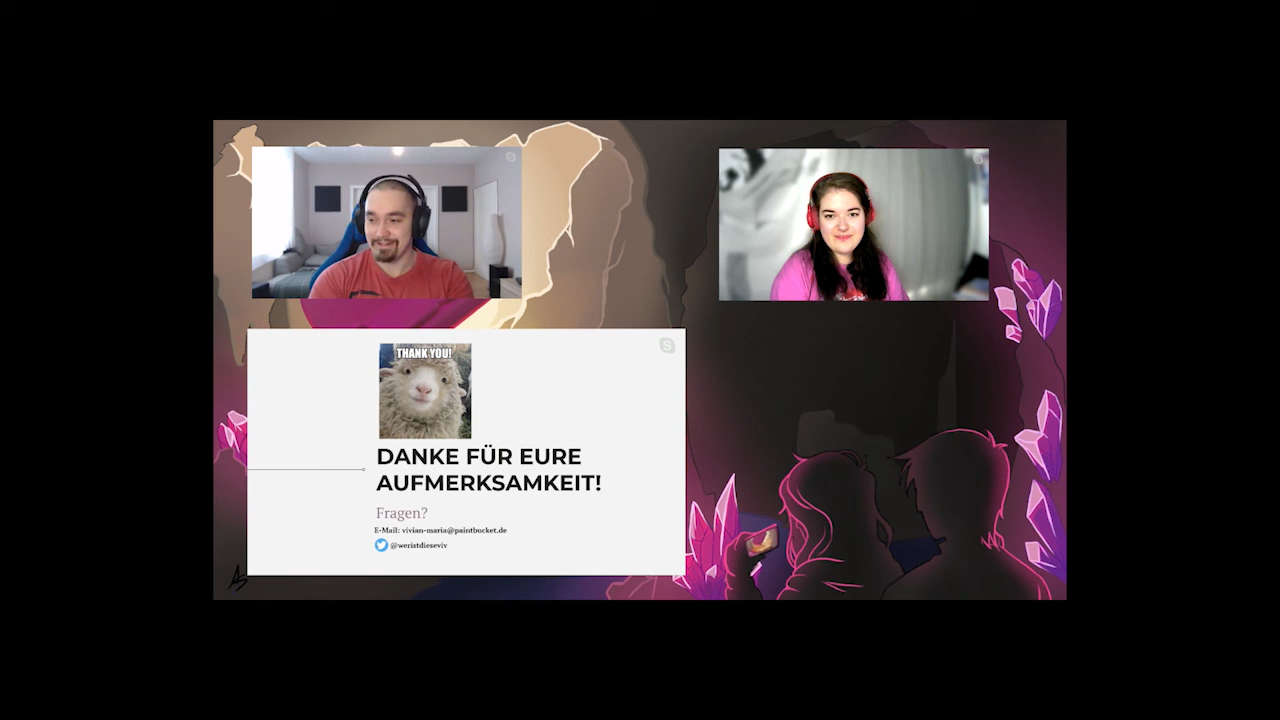 THANK YOU!
DANKE FÜR EURE
AUFMERKSAMKEIT!
Fragen?
E-Mail: vivian-maria@paintbucket.de
@weristdieseviv